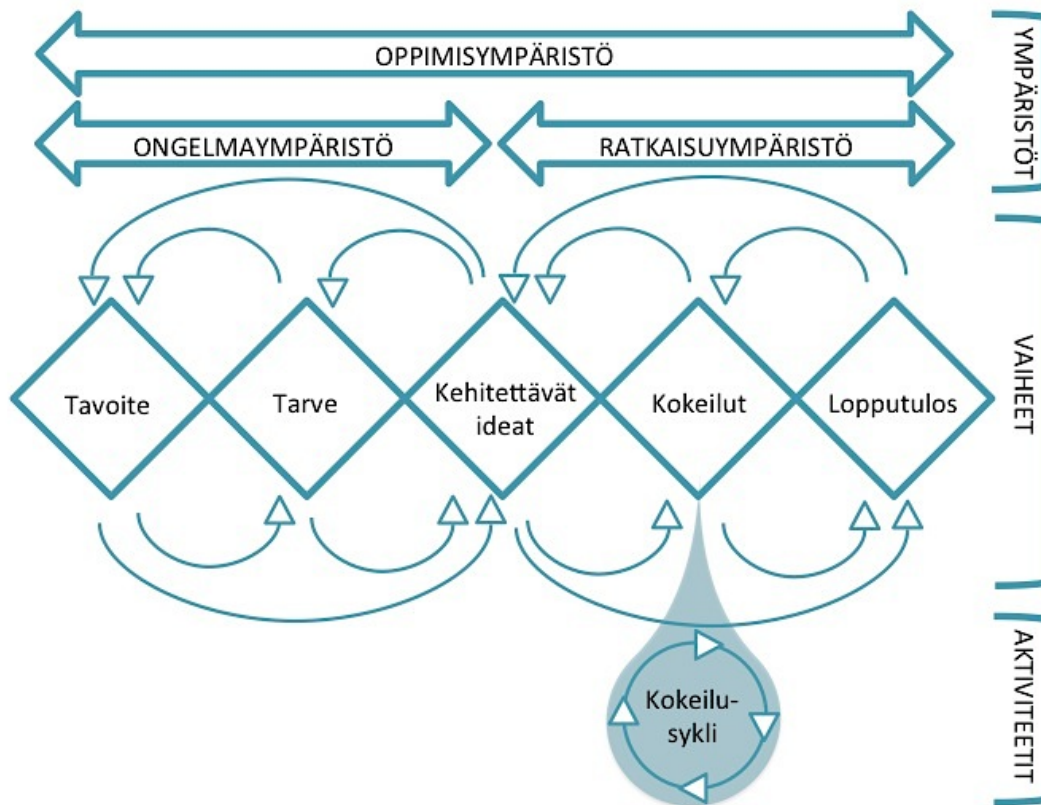 OPPIMISYMPÄRISTÖ
ONGELMAYMPÄRISTÖ
RATKAISUYMPÄRISTÖ
YMPÄRISTÖT
Tavoite
Tarve
Kehitettävät
ideat
Kokeilut
Lopputulos
VAIHEET
Kokeilu-
sykli
AKTIVITEETIT